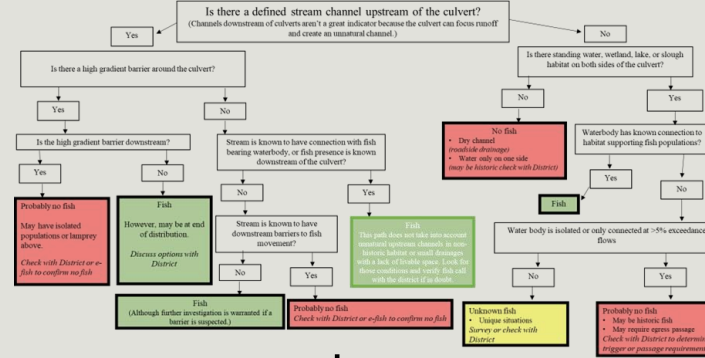 Is there a defined stream channel upstream of the culvert?
(Channels downstream of culverts aren't a great indicator because the culvert can focus runoff
and create an unnatural channel.)
Yes
No
Is there a high gradient barrier around the culvert?
Is there standing water, wetland, lake, or slough
habitat on both sides of the culvert?
Yes
No
No
Yes
Is the high gradient barrier downstream?
Stream is known to have connection with fish
bearing waterbody, or fish presence is known
downstream of the culvert?
No fish
• Dry channel
(roadside drainage)
• Water only on one side
(may be historic check with District)
Waterbody has known connection to
habitat supporting fish populations?
Yes
No
No
Yes
Yes
No
Probably no fish
May have isolated
populations or lamprey
above.
Check with District or e-
fish to confirm no fish
Fish
However, may be at end
of distribution.
Discuss options with
District
Stream is known to have
downstream barriers to fish
movement?
Fish
This path does not take into account
unnatural upstream channels in non-
historic habitat or small drainages
with a lack of livable space. Look for
those conditions and verify fish call
with the district if in doubt.
Fish
Water body is isolated or only connected at >5% exceedance
flows
No
Yes
No
Yes
Fish
(Although further investigation is warranted if a
barrier is suspected.)
Probably no fish
Check with District or e-fish to confirm no fish
Unknown fish
• Unique situations
Survey or check with
District
Probably no fish
• May be historic fish
• May require egress passage
Check with District to determin
trigger or passage requiremen